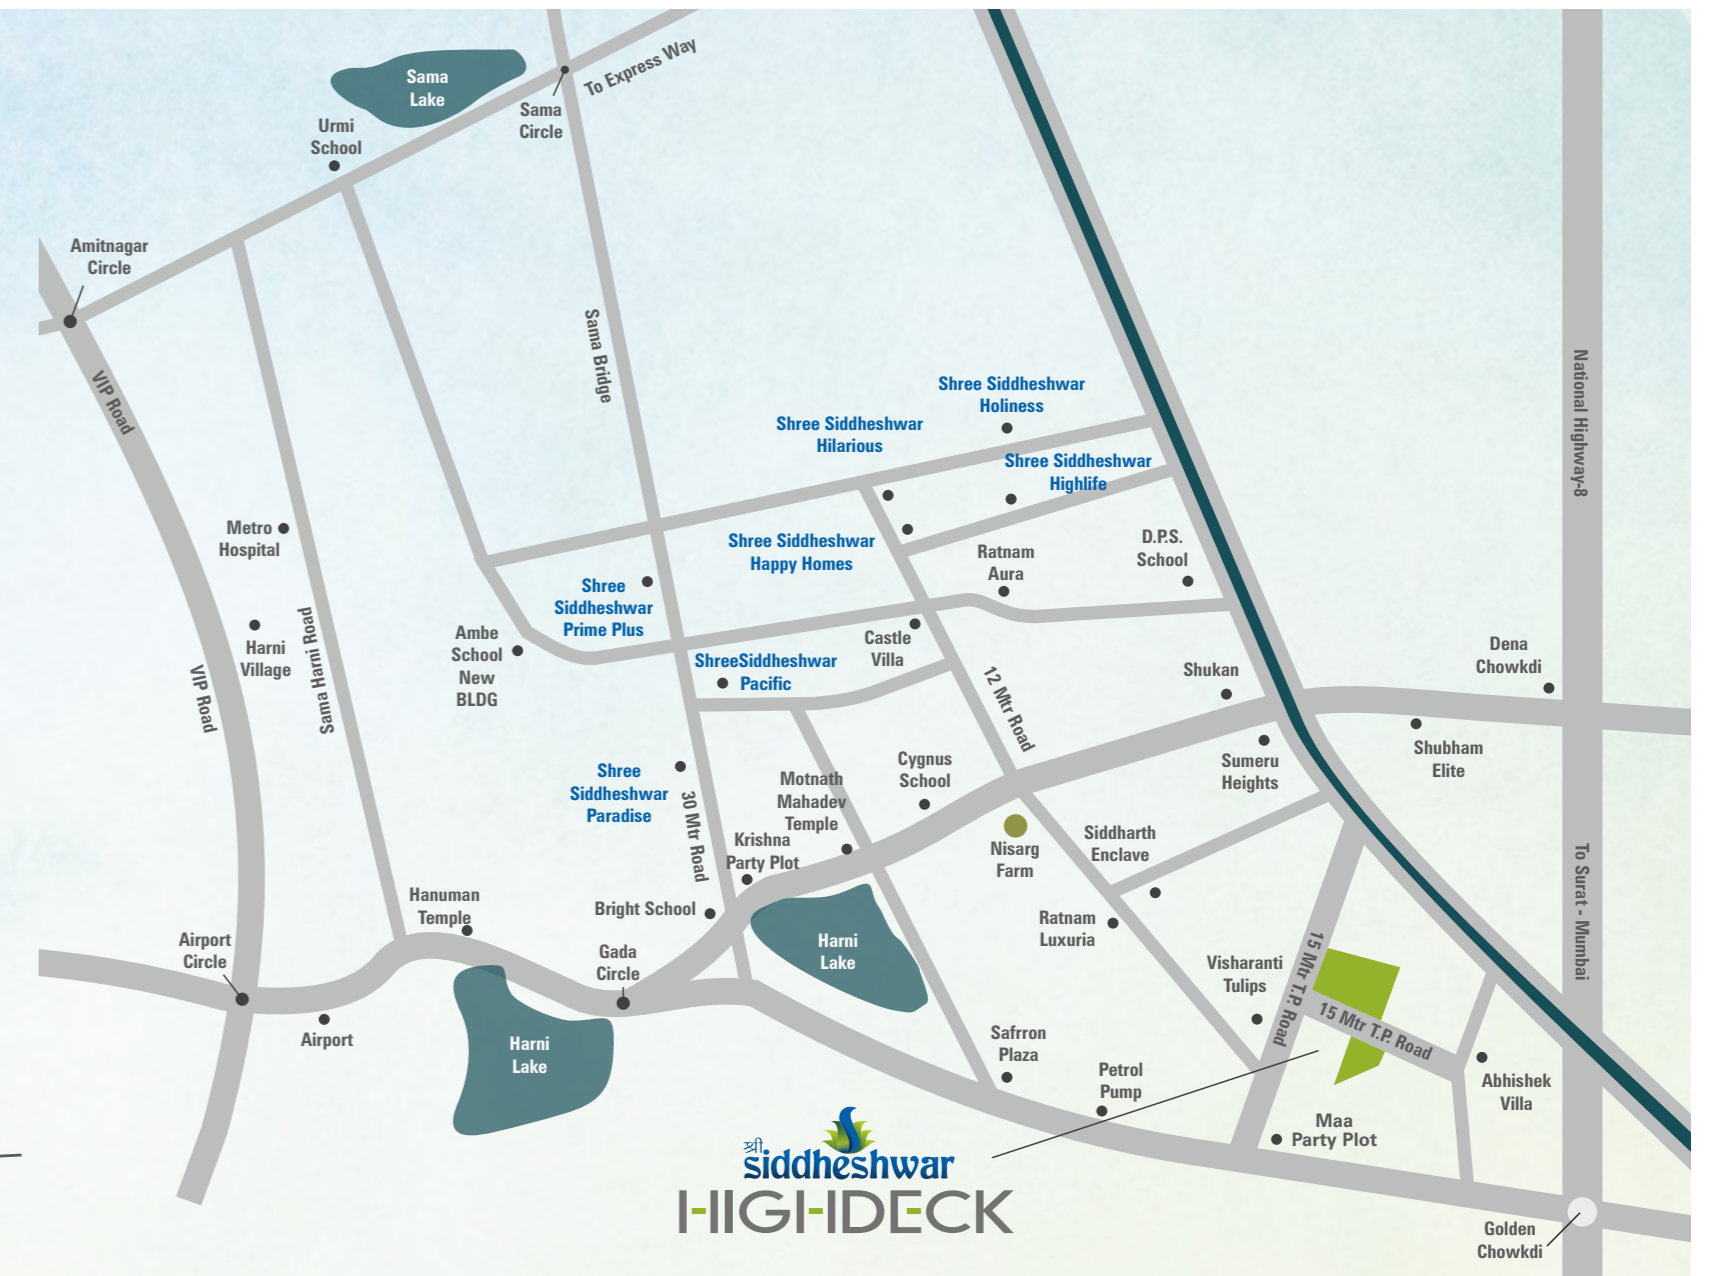 Sama
Lake
To Express Way
Sama
Circle
Urmi
School
Amitnagar
Circle
VIP Road
Sama Bridge
National Highway-8
Shree Siddheshwar
Holiness
Shree Siddheshwar
Hilarious
Shree Siddheshwar
Highlife
Metro
Hospital
Shree Siddheshwar
Happy Homes
D.P.S.
School
Ratnam
Aura
Shree
Siddheshwar
Prime Plus
Harni
Village
Sama Harni Road
VIP Road
Ambe
School
New
BLDG
Castle
Villa
ShreeSiddheshwar
Pacific
12 Mtr Road
Shukan
Dena
Chowkdi
Shubham
Elite
Sumeru
Heights
Cygnus
School
Motnath
Mahadev
Temple
Shree
Siddheshwar
Paradise
30 Mtr Road
Krishna
Party Plot
Nisarg
Farm
Siddharth
Enclave
To Surat - Mumbai
Hanuman
Temple
Bright School
Ratnam
Luxuria
Airport
Circle
Gada
Circle
Harni
Lake
Visharanti
Tulips
15 Mtr T.P. Road
15 Mtr T.P. Road
Airport
Harni
Lake
Safrron
Plaza
Petrol
Pump
Abhishek
Villa
Maa
Party Plot
श्री
siddheshwar
HIGHDECK
Golden
Chowkdi